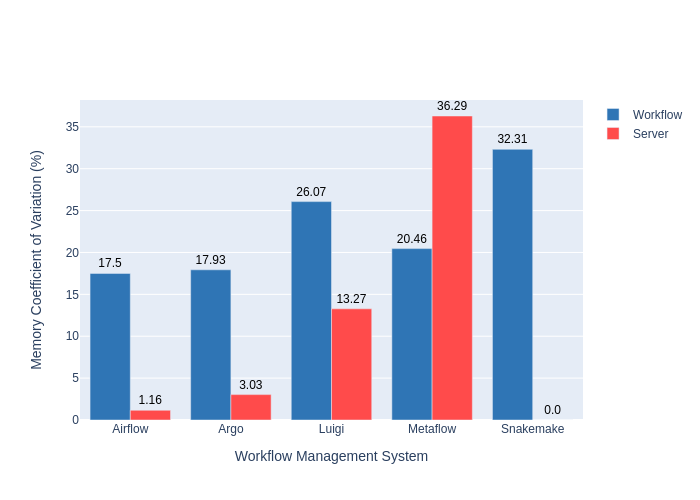 Memory Coefficient of Variation (%)
35
30
25
20
15
10
5
0
17.5
1.16
17.93
3.03
26.07
13.27
20.46
36.29
32.31
0.0
Airflow
Argo
Luigi
Metaflow
Snakemake
Workflow Management System
Workflow
Server